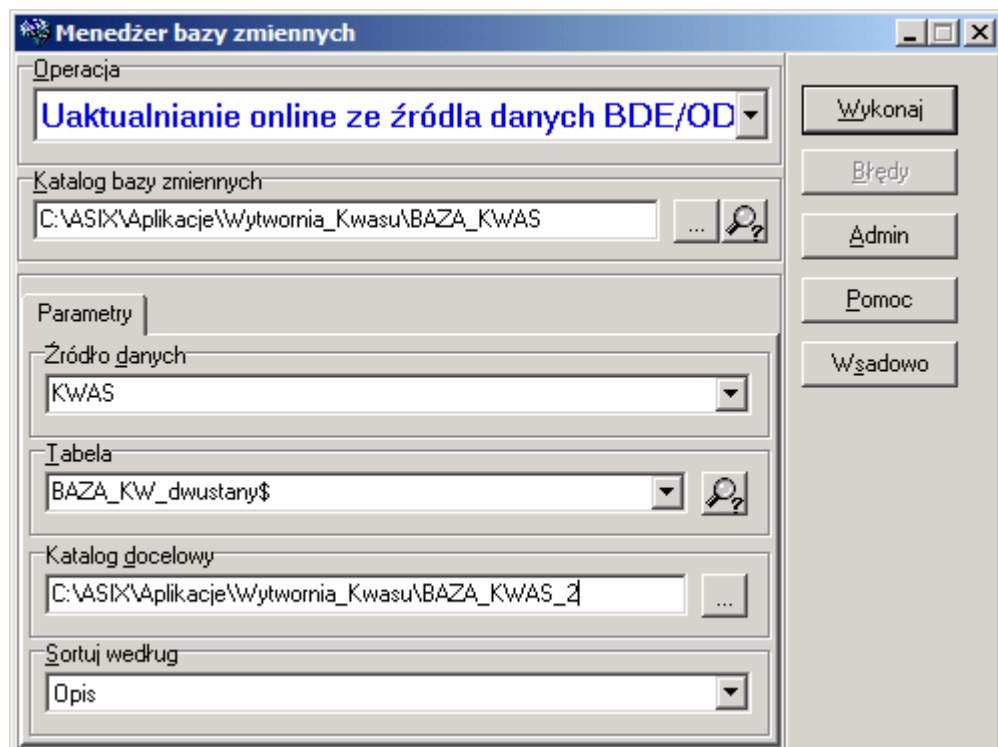 Menedżer bazy zmiennych
Operacja
Uaktualnianie online ze źródla danych BDE/OD
Wykonaj
Błędy
Katalog bazy zmiennych
C:\ASIX\Aplikacje\Wytwornia_Kwasu\BAZA_KWAS
...
Admin
Pomoc
Parametry
Źródło danych
Wsadowo
KWAS
Tabela
BAZA_KW_dwustany$
Katalog docelowy
C:\ASIX\Aplikacje\Wytwornia_Kwasu\BAZA_KWAS_2
...
Sortuj według
Opis